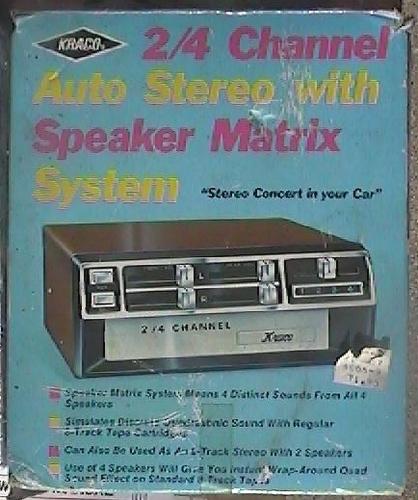 KRACO
2/4 Channel
Auto Stereo with
Speaker Matrix
System
"Stereo Concert in your Car"
L
R
2/4 CHANNEL
Kraco
Speaker Matrix System Means 4 Distinct Sounds From All 4
Speakers
Simulates Discrete Quadrasonic Sound With Regular
8-Track Tape Cartridges
Can Also Be Used As An 8-Track Stereo With 2 Speakers
Use of 4 Speakers Will Give You Instant Wrap-Around Quad
Sound Effect on Standard 8-Track Tapes